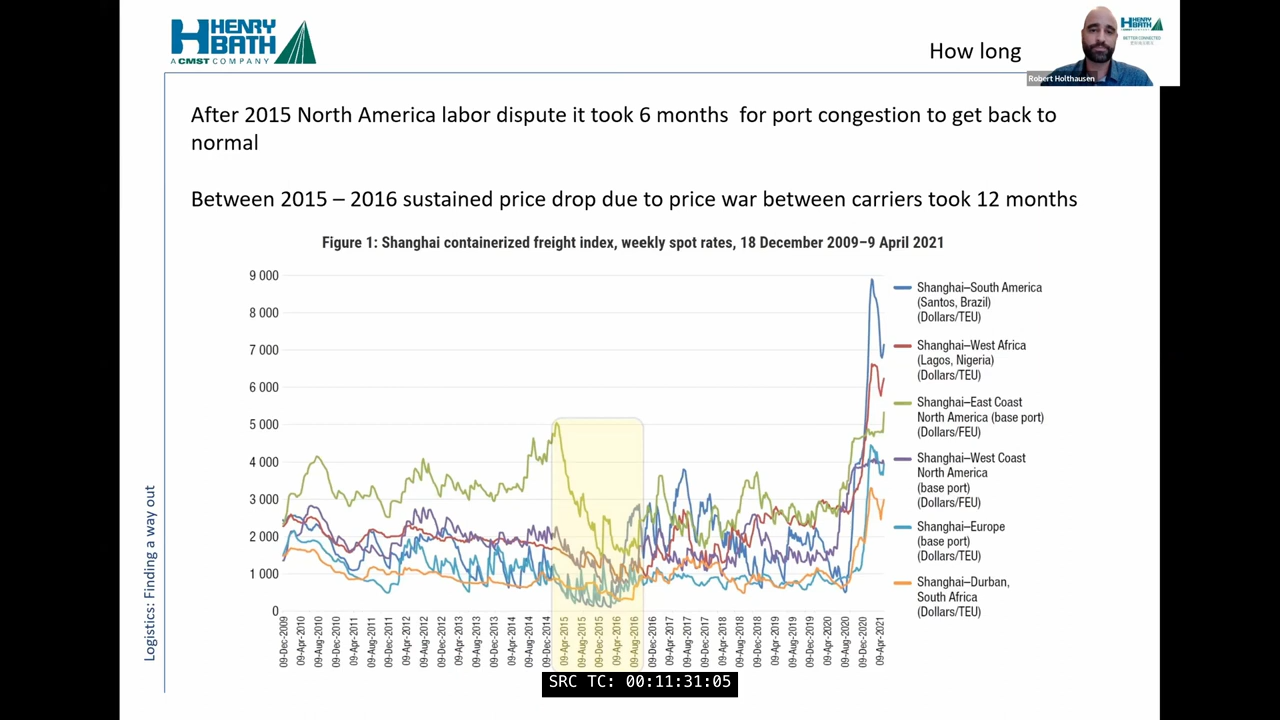 HENRY
BATH
A CMST COMPANY
How long
HENRY
BATH
BETTER CONNECTED
Robert Holthausen
After 2015 North America labor dispute it took 6 months  for port congestion to get back to
normal
Between 2015 – 2016 sustained price drop due to price war between carriers took 12 months
Figure 1: Shanghai containerized freight index, weekly spot rates, 18 December 2009–9 April 2021
9 000
8 000
7 000
6 000
5 000
4 000
3 000
2 000
1 000
0
09-Dec-2009
09-Apr-2010
09-Aug-2010
09-Dec-2010
09-Apr-2011
09-Aug-2011
09-Dec-2011
09-Apr-2012
09-Aug-2012
09-Dec-2012
09-Apr-2013
09-Aug-2013
09-Dec-2013
09-Apr-2014
09-Aug-2014
09-Dec-2014
09-Apr-2015
09-Aug-2015
09-Dec-2015
09-Apr-2016
09-Aug-2016
09-Dec-2016
09-Apr-2017
09-Aug-2017
09-Dec-2017
09-Apr-2018
09-Aug-2018
09-Dec-2018
09-Apr-2019
09-Aug-2019
09-Dec-2019
09-Apr-2020
09-Aug-2020
09-Dec-2020
09-Apr-2021
Shanghai–South America
(Santos, Brazil)
(Dollars/TEU)
Shanghai–West Africa
(Lagos, Nigeria)
(Dollars/TEU)
Shanghai–East Coast
North America (base port)
(Dollars/FEU)
Shanghai–West Coast
North America
(base port)
(Dollars/FEU)
Shanghai–Europe
(base port)
(Dollars/TEU)
Shanghai–Durban,
South Africa
(Dollars/TEU)
Logistics: Finding a way out
SRC TC: 00:11:31:05